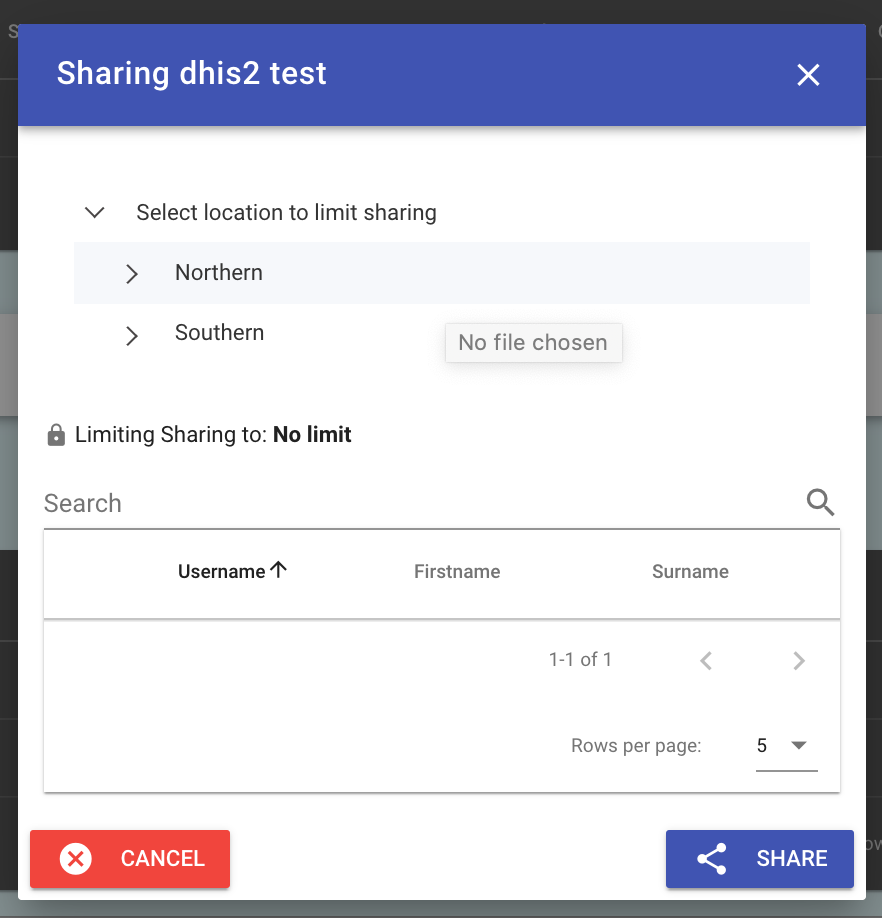 Sharing dhis2 test
Select location to limit sharing
Northern
Southern
No file chosen
Limiting Sharing to: No limit
Search
Username Firstname Surname
1-1 of 1
Rows per page: 5
CANCEL SHARE